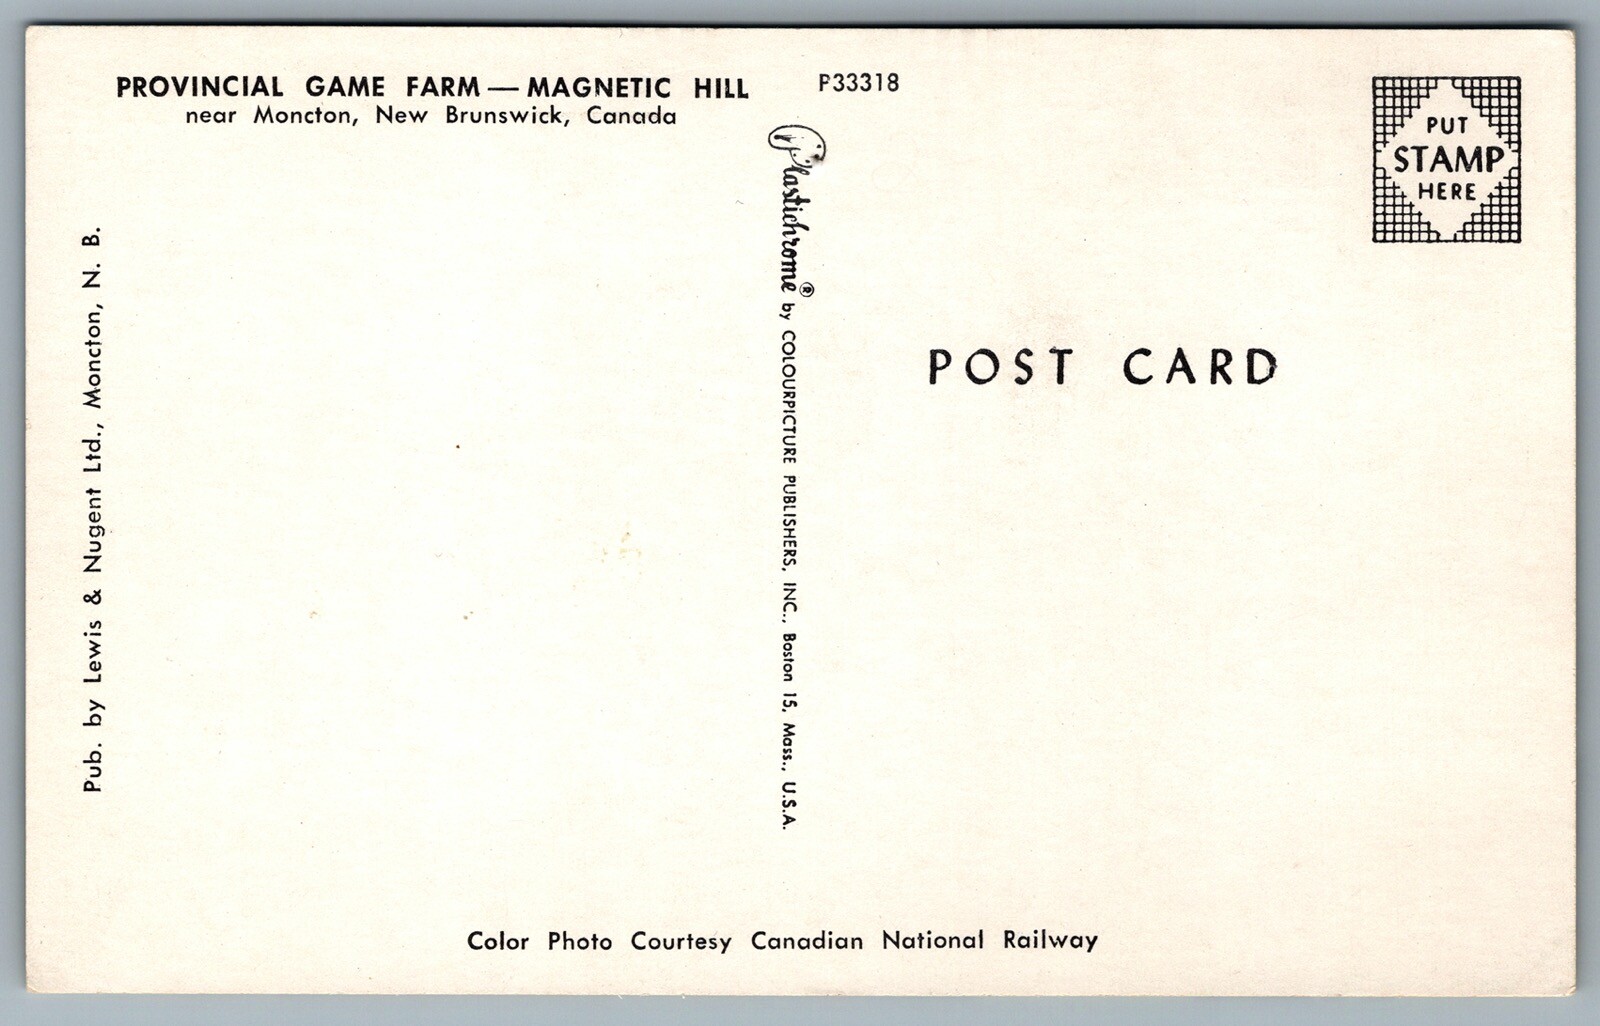 PROVINCIAL GAME FARM — MAGNETIC HILL
near Moncton, New Brunswick, Canada
P33318
PUT
STAMP
HERE
Pub. by Lewis & Nugent Ltd., Moncton, N. B.
Plastichrome® by COLOURPICTURE PUBLISHERS, INC., Boston 15, Mass., U.S.A.
POST CARD
Color Photo Courtesy Canadian National Railway